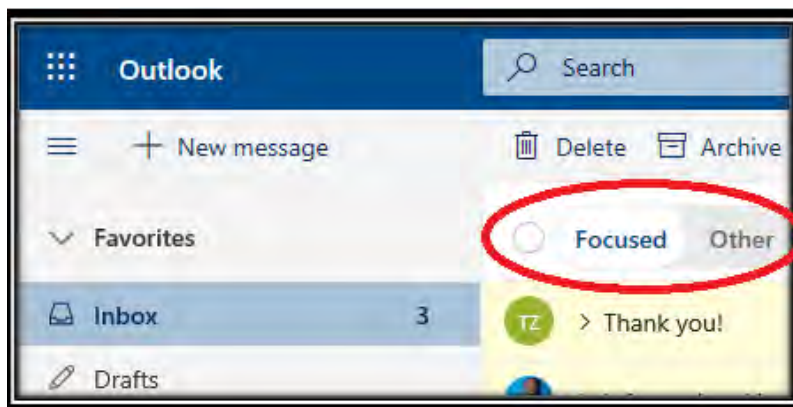 Outlook
Search
New message
Delete
Archive
Favorites
Focused
Other
Inbox
3
TZ
> Thank you!
Drafts